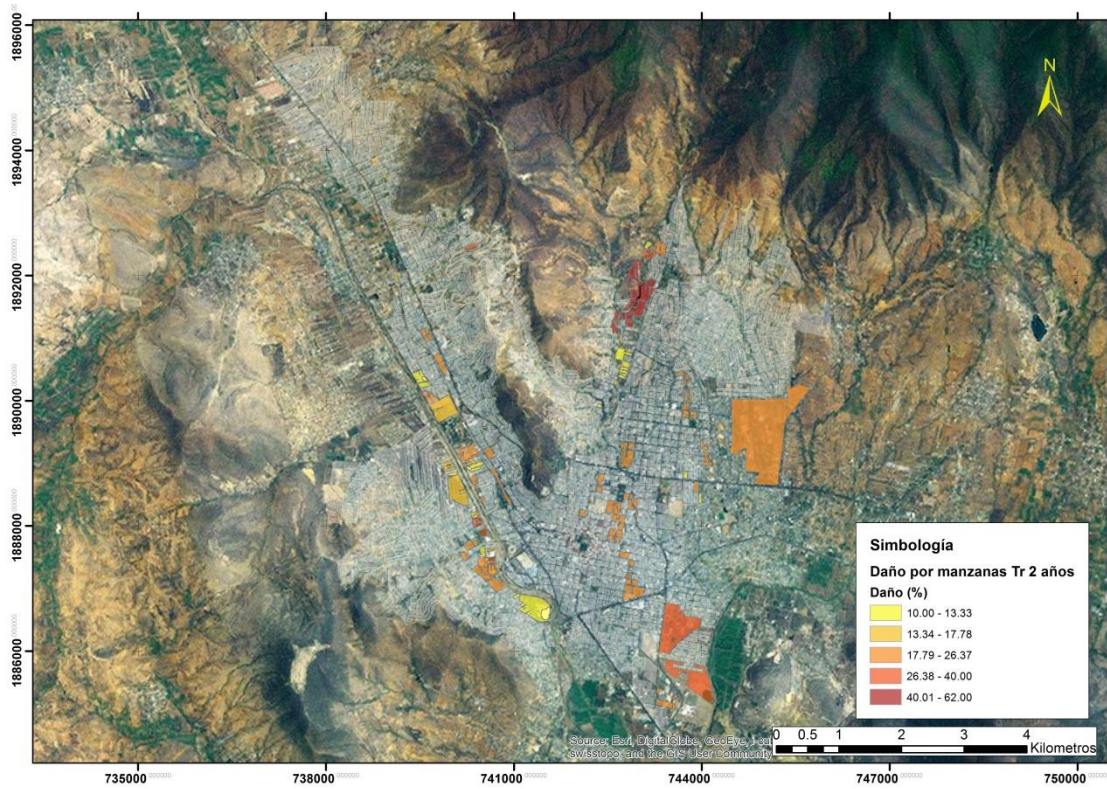 1896000
1894000
1892000
1890000
1888000
1886000
N
Simbología
Daño por manzanas Tr 2 años
Daño (%)
10.00 - 13.33
13.34 - 17.78
17.79 - 26.37
26.38 - 40.00
40.01 - 62.00
0 0.5 1 2 3 4
Kilometros
Source: Esri, DigitalGlobe, GeoEye,
swisstopo, and the GIS User Community
735000 738000 741000 744000 747000 750000